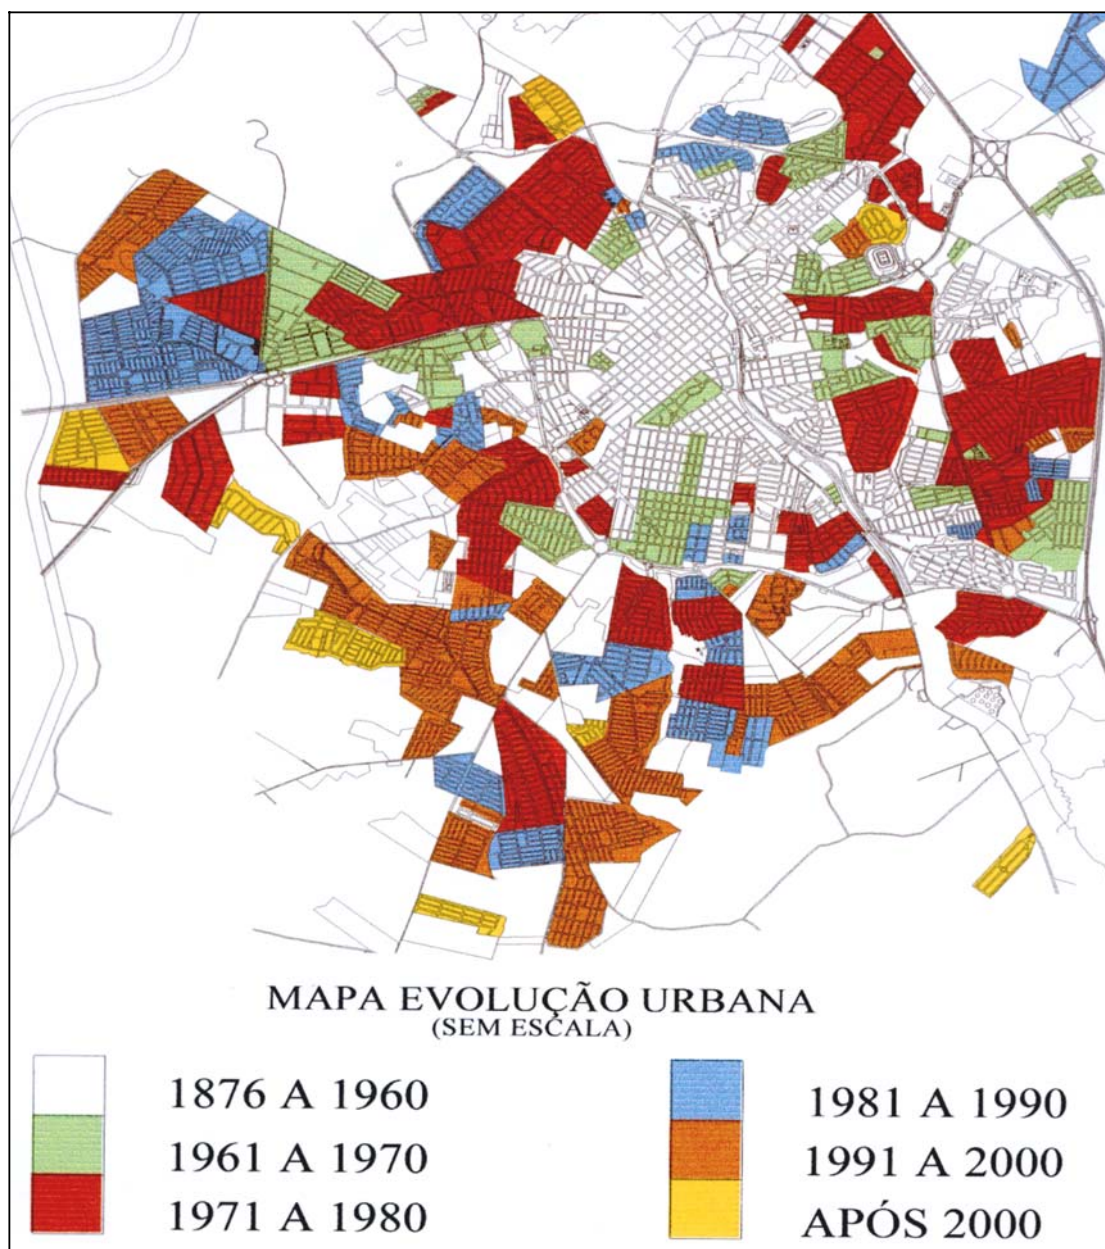 MAPA EVOLUÇÃO URBANA
(SEM ESCALA)
1876 A 1960
1961 A 1970
1971 A 1980
1981 A 1990
1991 A 2000
APÓS 2000